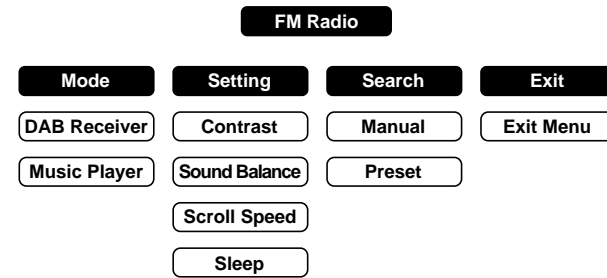 FM Radio
Mode Setting Search Exit
DAB Receiver Contrast Manual Exit Menu
Music Player Sound Balance Preset
Scroll Speed
Sleep